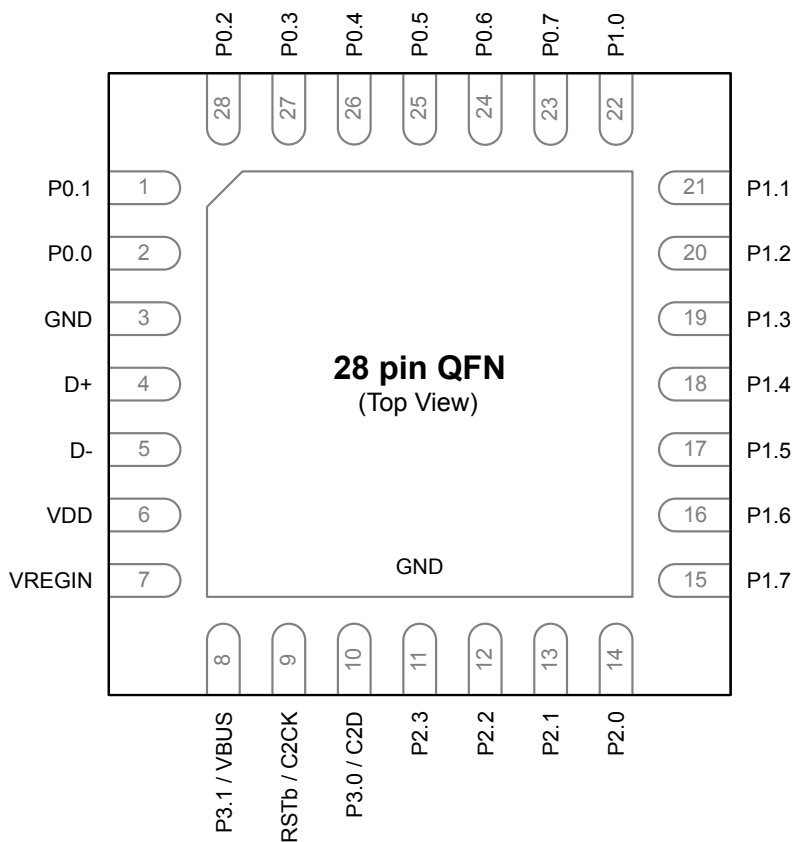 P0.2
P0.3
P0.4
P0.5
P0.6
P0.7
P1.0
28
27
26
25
24
23
22
P0.1
1
21
P1.1
P0.0
2
20
P1.2
GND
3
19
P1.3
D+
4
18
P1.4
D-
5
17
P1.5
VDD
6
16
P1.6
VREGIN
7
15
P1.7
28 pin QFN
(Top View)
GND
8
9
10
11
12
13
14
P3.1 / VBUS
RSTb / C2CK
P3.0 / C2D
P2.3
P2.2
P2.1
P2.0